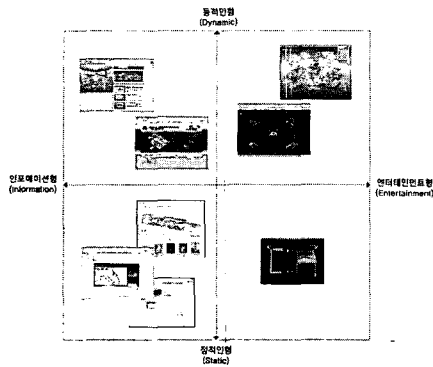 동적인형
(Dynamic)
인포메이션형
(Information)
엔터테인먼트형
(Entertainment)
정적인형
(Static)